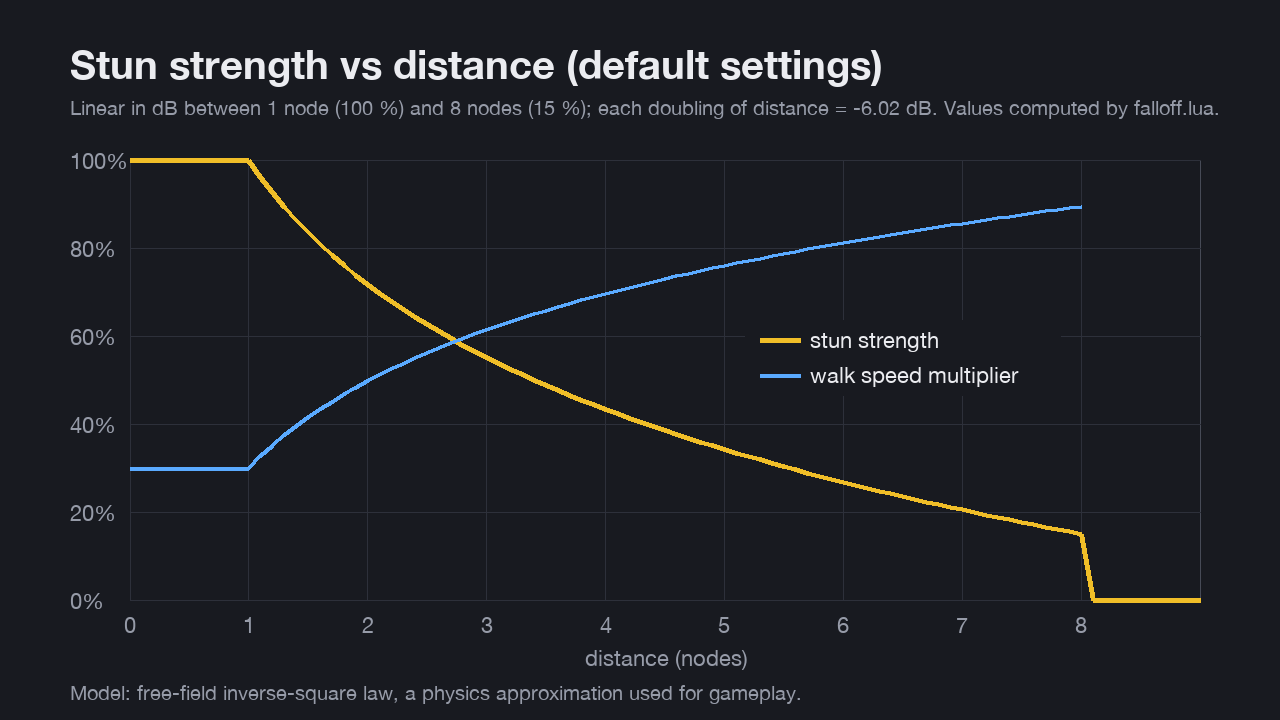 Stun strength vs distance (default settings)
Linear in dB between 1 node (100 %) and 8 nodes (15 %); each doubling of distance = -6.02 dB. Values computed by falloff.lua.
100%
80%
60%
40%
20%
0%
stun strength
walk speed multiplier
0 1 2 3 4 5 6 7 8
distance (nodes)
Model: free-field inverse-square law, a physics approximation used for gameplay.